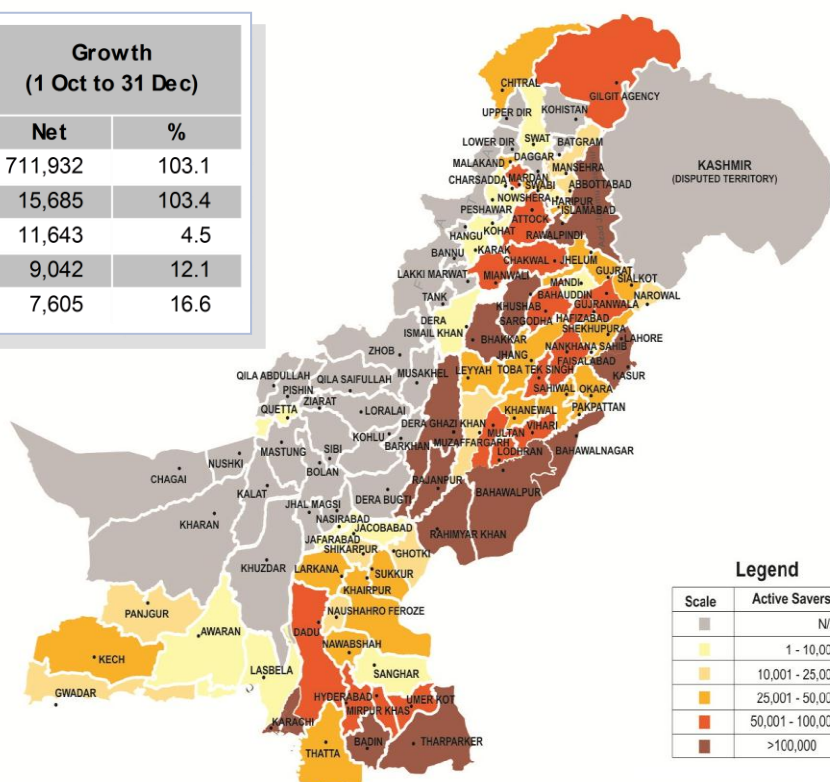 Growth
(1 Oct to 31 Dec)
Net %
711,932 103.1
15,685 103.4
11,643 4.5
9,042 12.1
7,605 16.6
CHITRAL
GILGIT AGENCY
UPPER DIR
KOHISTAN
LOWER DIR
SWAT
BATGRAM
KASHMIR
(DISPUTED TERRITORY)
MALAKAND
DAGGAR
MANSEHRA
CHARSADDA
MARDAN
SWABI
ABBOTTABAD
NOWSHERA
HARIPUR
PESHAWAR
ISLAMABAD
ATTOCK
HANGU
KOHAT
RAWALPINDI
KARAK
BANNU
CHAKWAL
JHELUM
LAKKI MARWAT
MIANWALI
GUJRAT
SIALKOT
MANDI
BAHAUDDIN
TANK
KHUSHAB
GUJRANWALA
NAROWAL
DERA
ISMAIL KHAN
SARGODHA
HAFIZABAD
SHEKHUPURA
BHAKKAR
LAHORE
NANKHANA SAHIB
ZHOB
JHANG
FAISALABAD
KASUR
MUSAKHEL
LEYYAH
TOBA TEK SINGH
QILA ABDULLAH
QILA SAIFULLAH
PISHIN
SAHIWAL
OKARA
ZIARAT
QUETTA
LORALAI
PAKPATTAN
KHANEWAL
DERA GHAZI KHAN
MULTAN
VIHARI
KOHLU
BARKHAN
MUZAFFARGARH
MASTUNG
SIBI
BAHAWALNAGAR
NUSHKI
LODHRAN
BOLAN
CHAGAI
RAJANPUR
BAHAWALPUR
KALAT
DERA BUGTI
JHAL MAGSI
KHARAN
NASIRABAD
JACOBABAD
RAHIMYAR KHAN
JAFARABAD
SHIKARPUR
GHOTKI
KHUZDAR
LARKANA
SUKKUR
KHAIRPUR
PANJGUR
NAUSHAHRO FEROZE
AWARAN
DADU
NAWABSHAH
KECH
LASBELA
SANGHAR
GWADAR
HYDERABAD
UMER KOT
MIRPUR KHAS
KARACHI
BADIN
THARPARKER
THATTA
Legend
Scale Active Savers
N/
1 - 10,00
10,001 - 25,00
25,001 - 50,00
50,001 - 100,00
>100,000